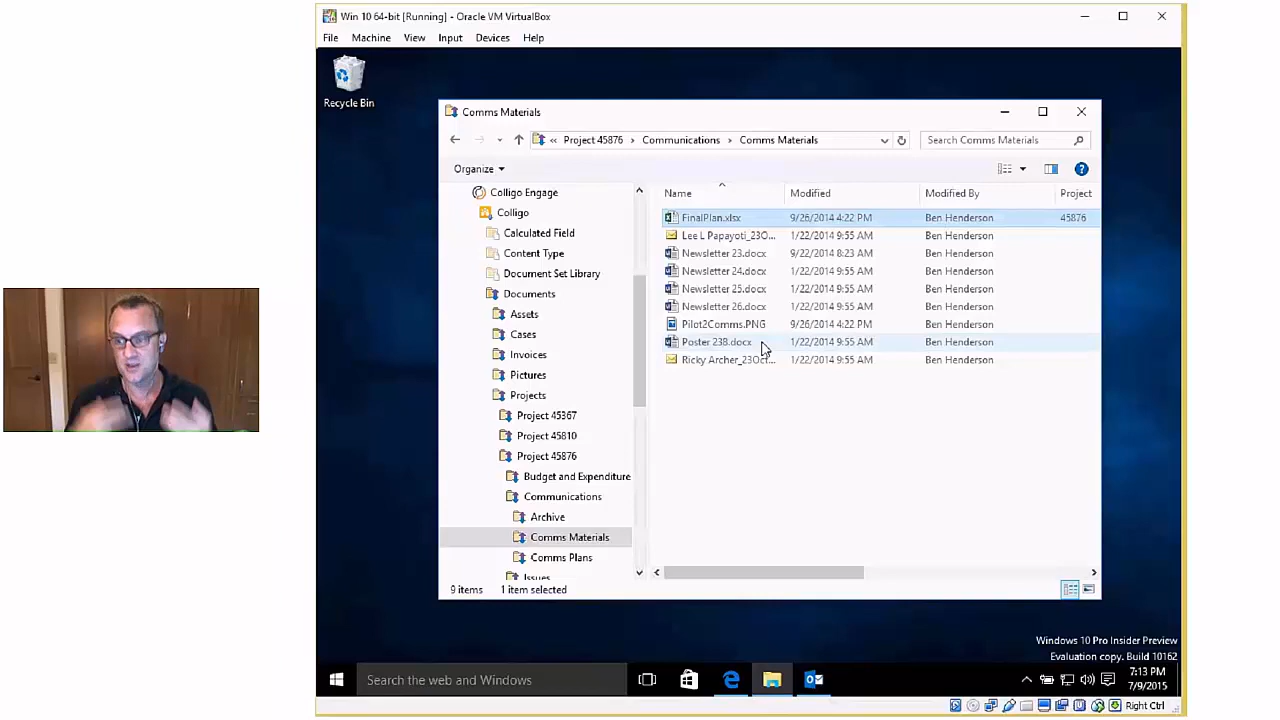 Win 10 64-bit [Running] - Oracle VM VirtualBox
File Machine View Input Devices Help
Recycle Bin
Comms Materials
« Project 45876 › Communications › Comms Materials
Search Comms Materials
Organize
Colligo Engage
Colligo
Calculated Field
Content Type
Document Set Library
Documents
Assets
Cases
Invoices
Pictures
Projects
Project 45367
Project 45810
Project 45876
Budget and Expenditure
Communications
Archive
Comms Materials
Comms Plans
Issues
Name Modified Modified By Project
FinalPlan.xlsx 9/26/2014 4:22 PM Ben Henderson 45876
Lee L Papayoti_23O... 1/22/2014 9:55 AM Ben Henderson
Newsletter 23.docx 9/22/2014 8:23 AM Ben Henderson
Newsletter 24.docx 1/22/2014 9:55 AM Ben Henderson
Newsletter 25.docx 1/22/2014 9:55 AM Ben Henderson
Newsletter 26.docx 1/22/2014 9:55 AM Ben Henderson
Pilot2Comms.PNG 9/26/2014 4:22 PM Ben Henderson
Poster 23B.docx 1/22/2014 9:55 AM Ben Henderson
Ricky Archer_23Oct... 1/22/2014 9:55 AM Ben Henderson
9 items 1 item selected
Windows 10 Pro Insider Preview
Evaluation copy. Build 10162
Search the web and Windows
7:13 PM
7/9/2015
Right Ctrl